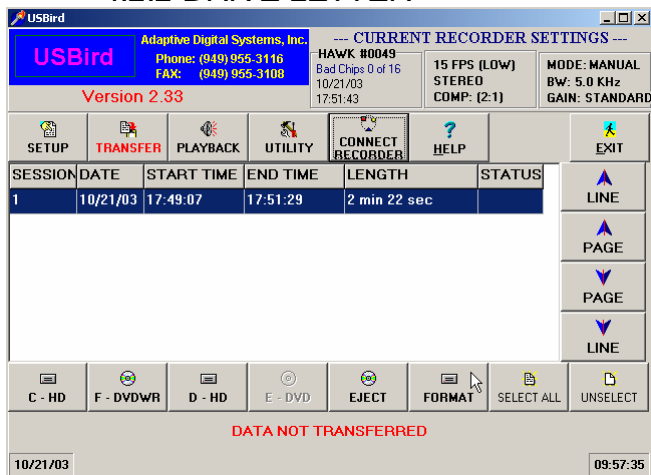 USBird
USBird
Version 2.33
Adaptive Digital Systems, Inc.
Phone: (949) 955-3116
FAX: (949) 955-3108
--- CURRENT RECORDER SETTINGS ---
HAWK #0049
Bad Chips 0 of 16
10/21/03
17:51:43
15 FPS (LOW)
STEREO
COMP: (2:1)
MODE: MANUAL
BW: 5.0 KHz
GAIN: STANDARD
SETUP
TRANSFER
PLAYBACK
UTILITY
CONNECT
RECORDER
HELP
EXIT
SESSION DATE START TIME END TIME LENGTH STATUS
1 10/21/03 17:49:07 17:51:29 2 min 22 sec
LINE
PAGE
PAGE
LINE
C - HD
F - DVDWR
D - HD
E - DVD
EJECT
FORMAT
SELECT ALL
UNSELECT
DATA NOT TRANSFERRED
10/21/03
09:57:35